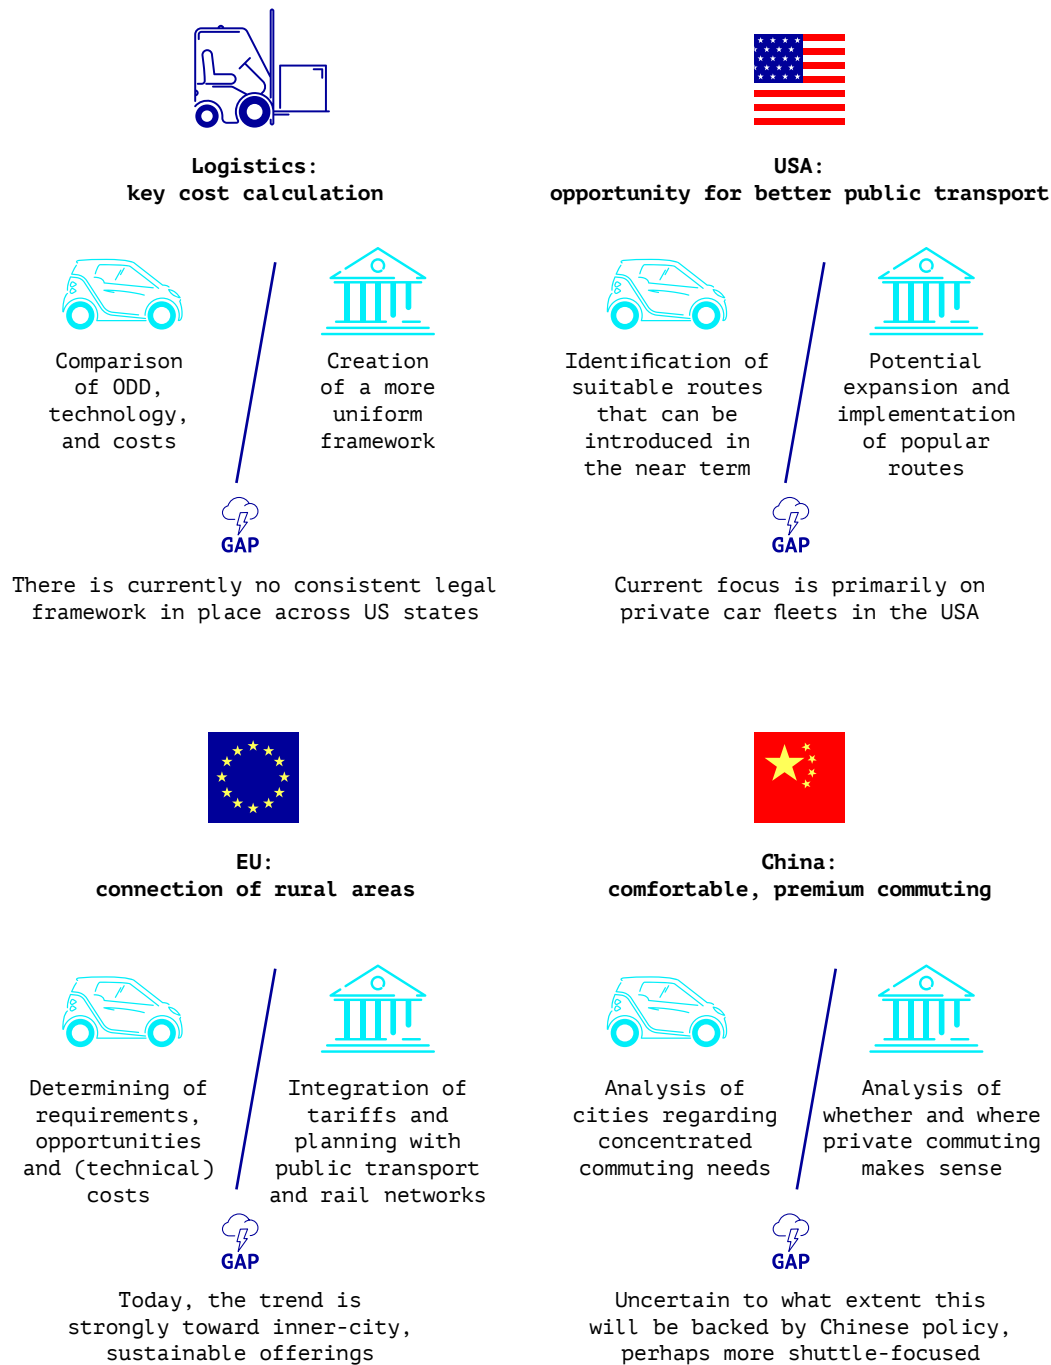 Logistics:
key cost calculation
Comparison
of ODD,
technology,
and costs
Creation
of a more
uniform
framework
GAP
There is currently no consistent legal
framework in place across US states
USA:
opportunity for better public transport
Identification of
suitable routes
that can be
introduced in
the near term
Potential
expansion and
implementation
of popular
routes
GAP
Current focus is primarily on
private car fleets in the USA
EU:
connection of rural areas
Determining of
requirements,
opportunities
and (technical)
costs
Integration of
tariffs and
planning with
public transport
and rail networks
GAP
Today, the trend is
strongly toward inner-city,
sustainable offerings
China:
comfortable, premium commuting
Analysis of
cities regarding
concentrated
commuting needs
Analysis of
whether and where
private commuting
makes sense
GAP
Uncertain to what extent this
will be backed by Chinese policy,
perhaps more shuttle-focused